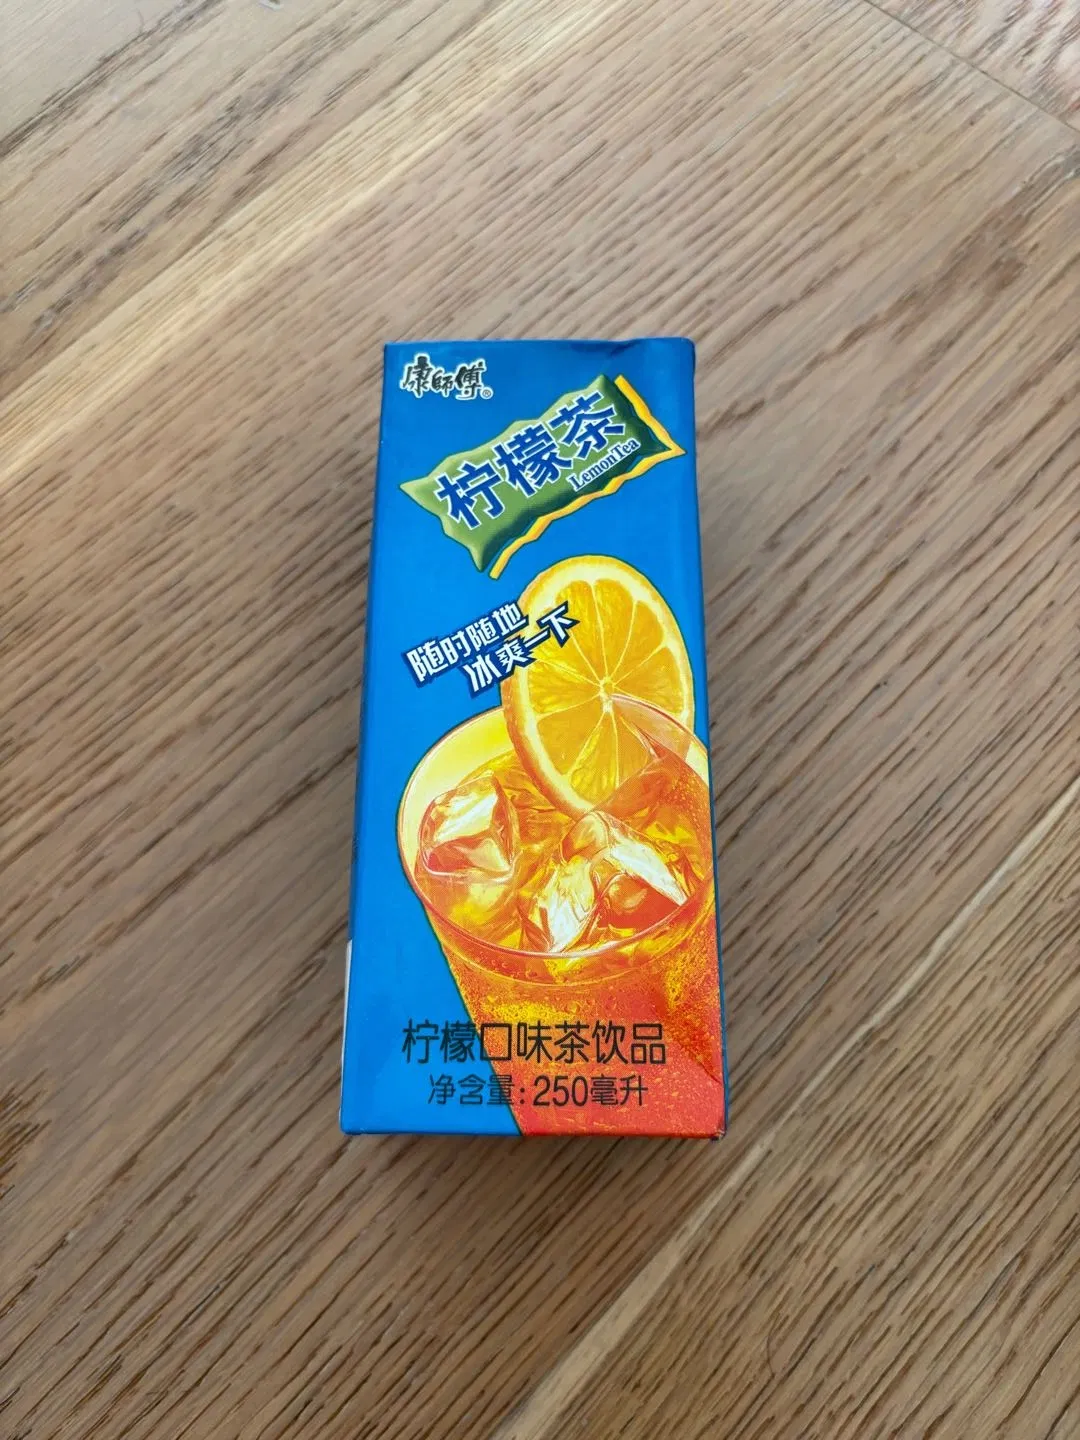 康師傅®
柠檬茶
LemonTea
随时随地
冰爽一下
柠檬口味茶饮品
净含量:250毫升